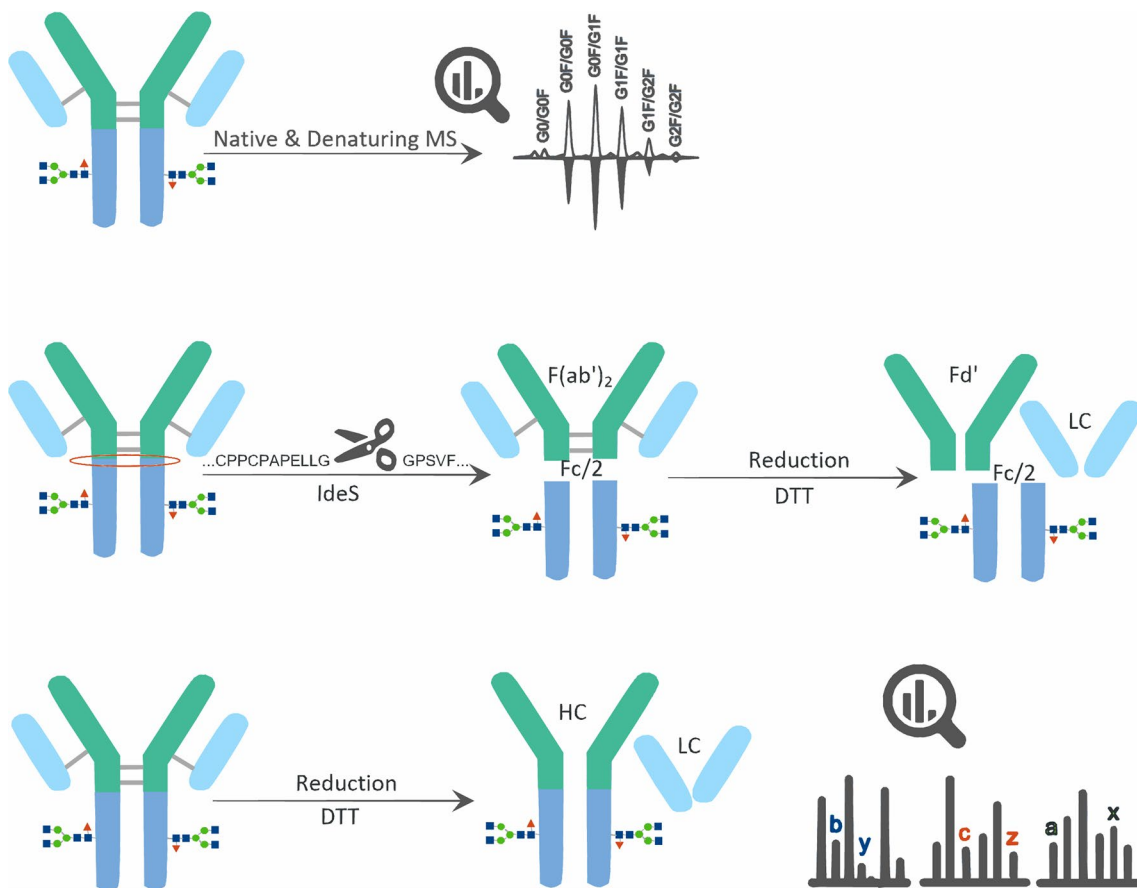 G0/G0F
G0F/G0F
G0F/G1F
G1F/G1F
G1F/G2F
G2F/G2F
Native & Denaturing MS
F(ab')₂
Fd'
LC
...CPPCPAPELLG
GPSVF...
IdeS
Fc/2
Reduction
DTT
Fc/2
HC
LC
Reduction
DTT
b
y
c
z
a
x